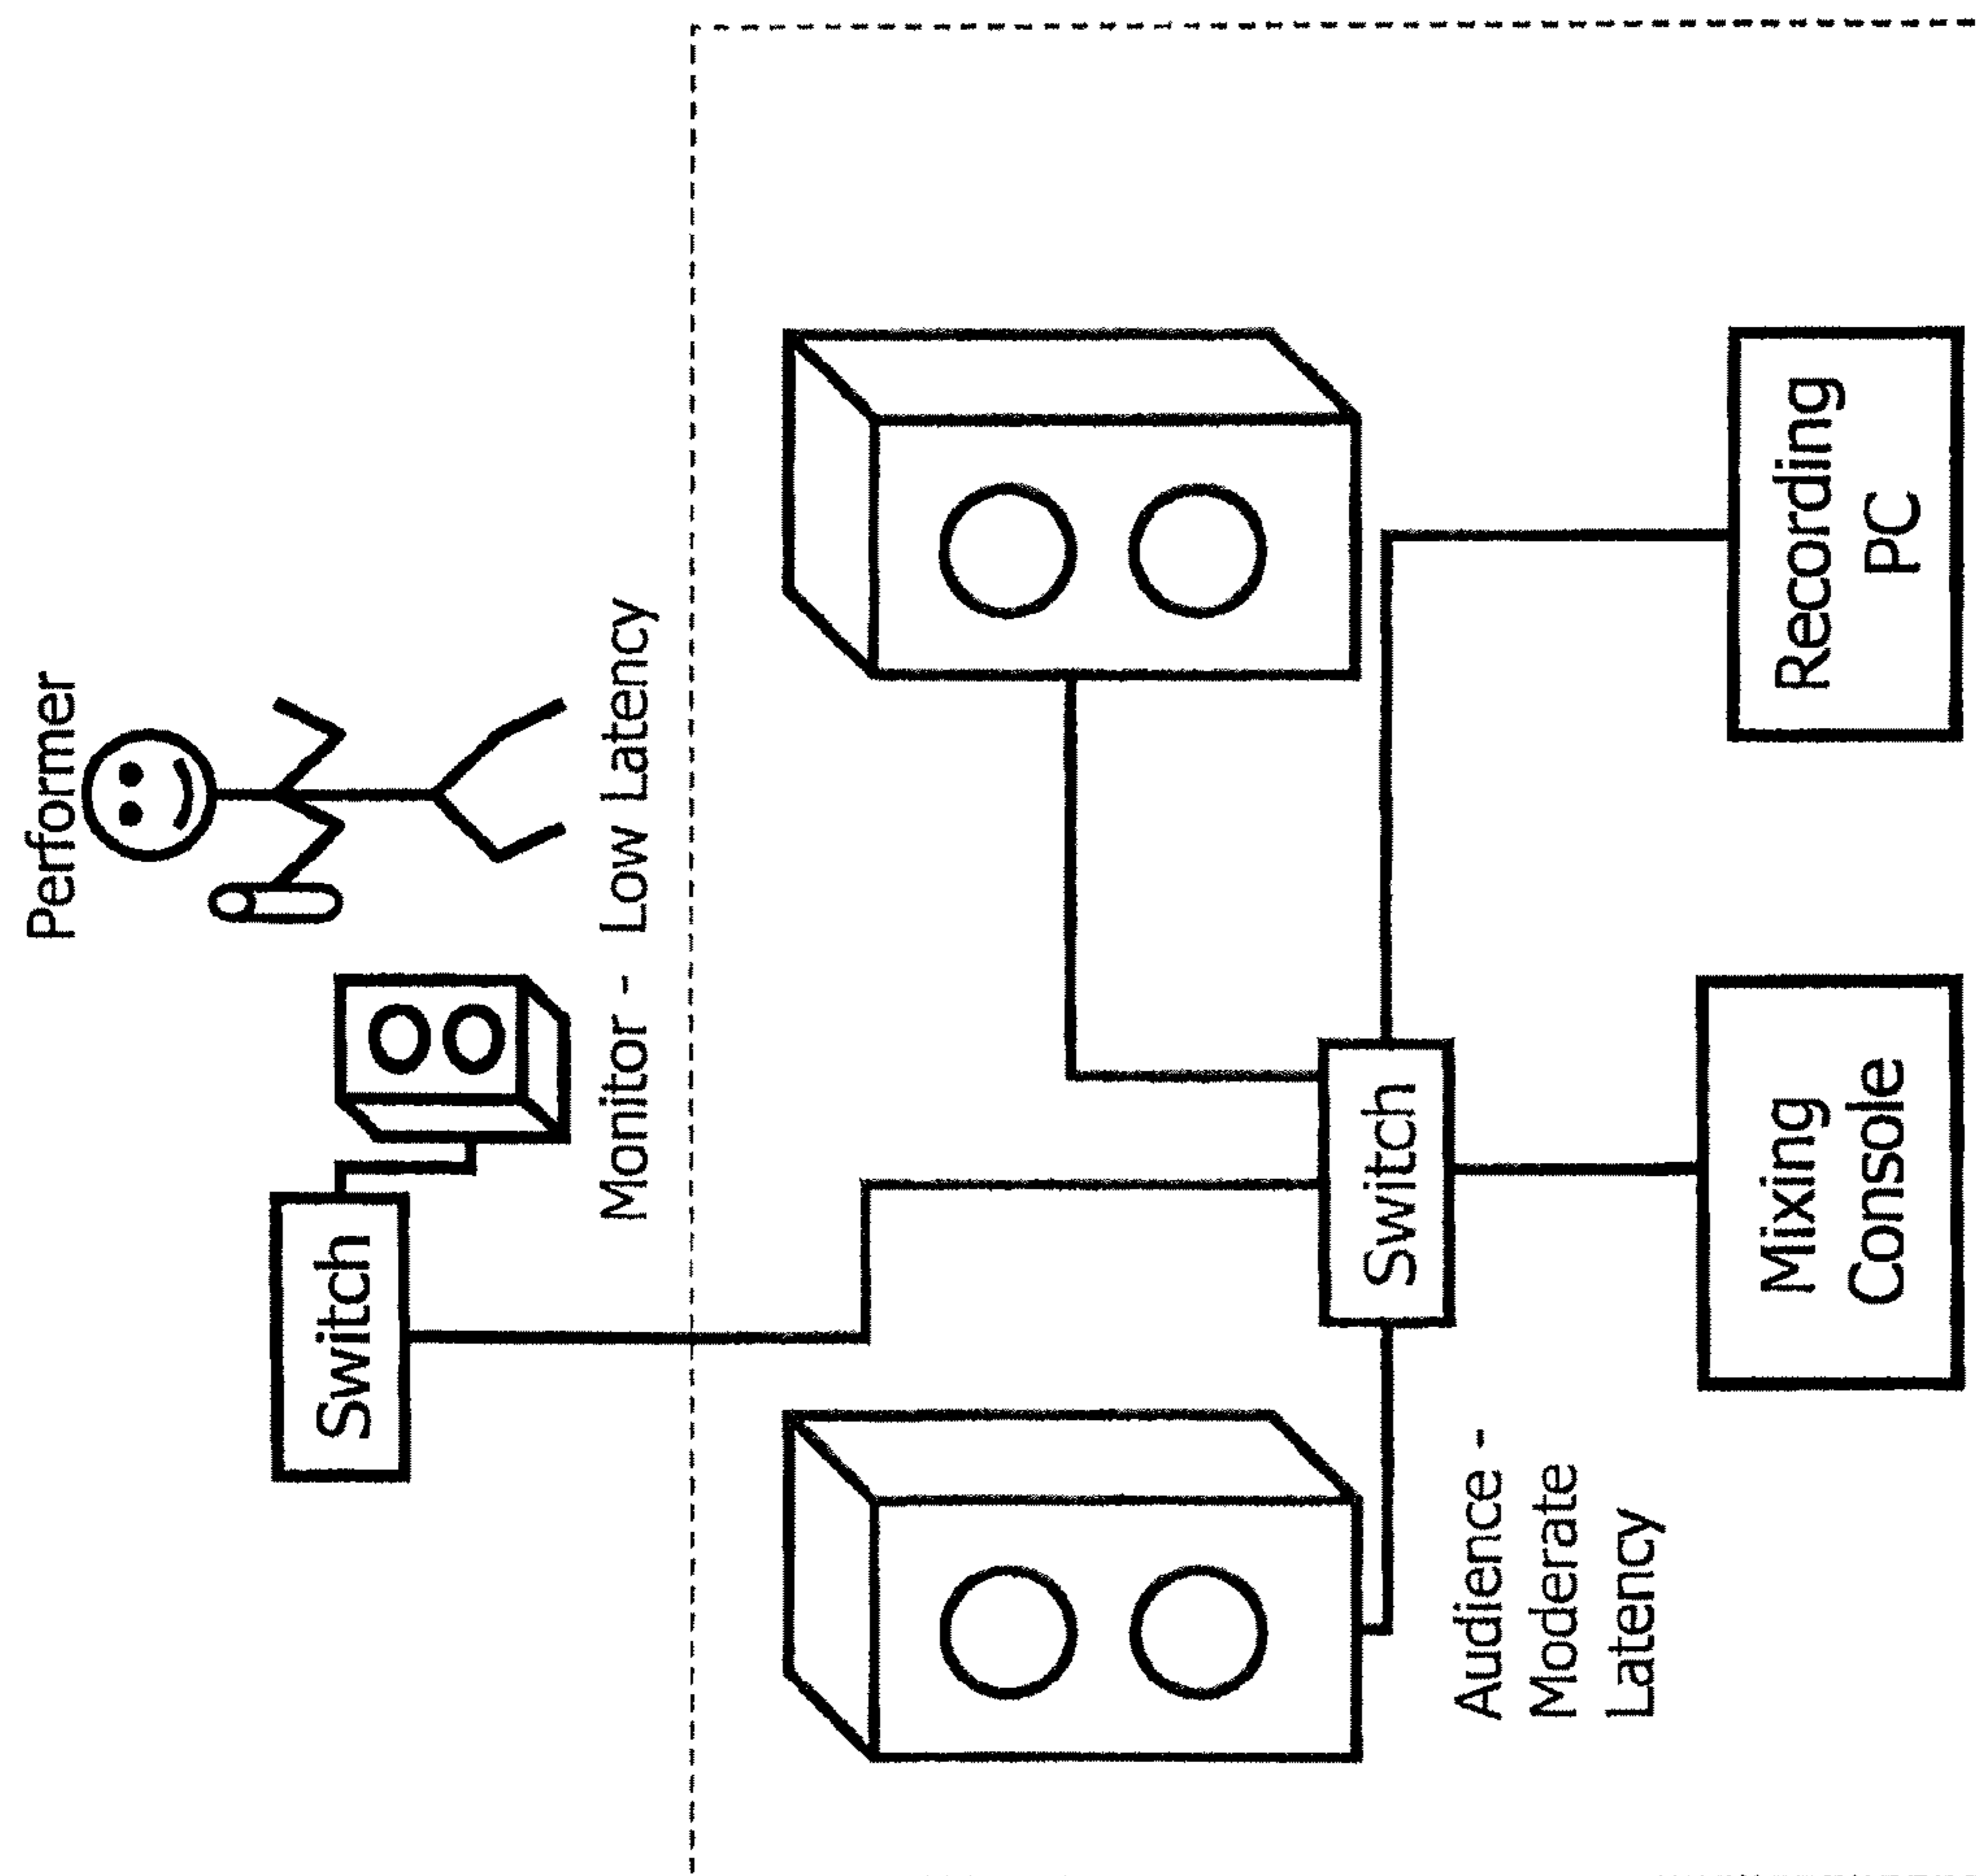 Performer
Switch
Monitor - Low Latency
Switch
Audience -
Moderate
Latency
Mixing
Console
Recording
PC